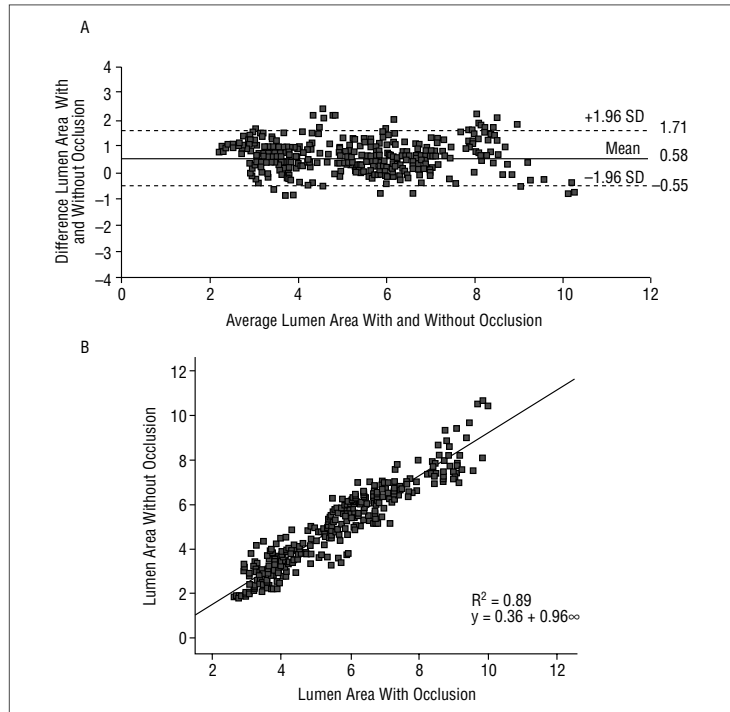 A
Difference Lumen Area With
and Without Occlusion
4
3
2
1
0
−1
−2
−3
−4
+1.96 SD
1.71
Mean
0.58
−1.96 SD
−0.55
0 2 4 6 8 10 12
Average Lumen Area With and Without Occlusion
B
Lumen Area Without Occlusion
12
10
8
6
4
2
0
R² = 0.89
y = 0.36 + 0.96∞
2 4 6 8 10 12
Lumen Area With Occlusion